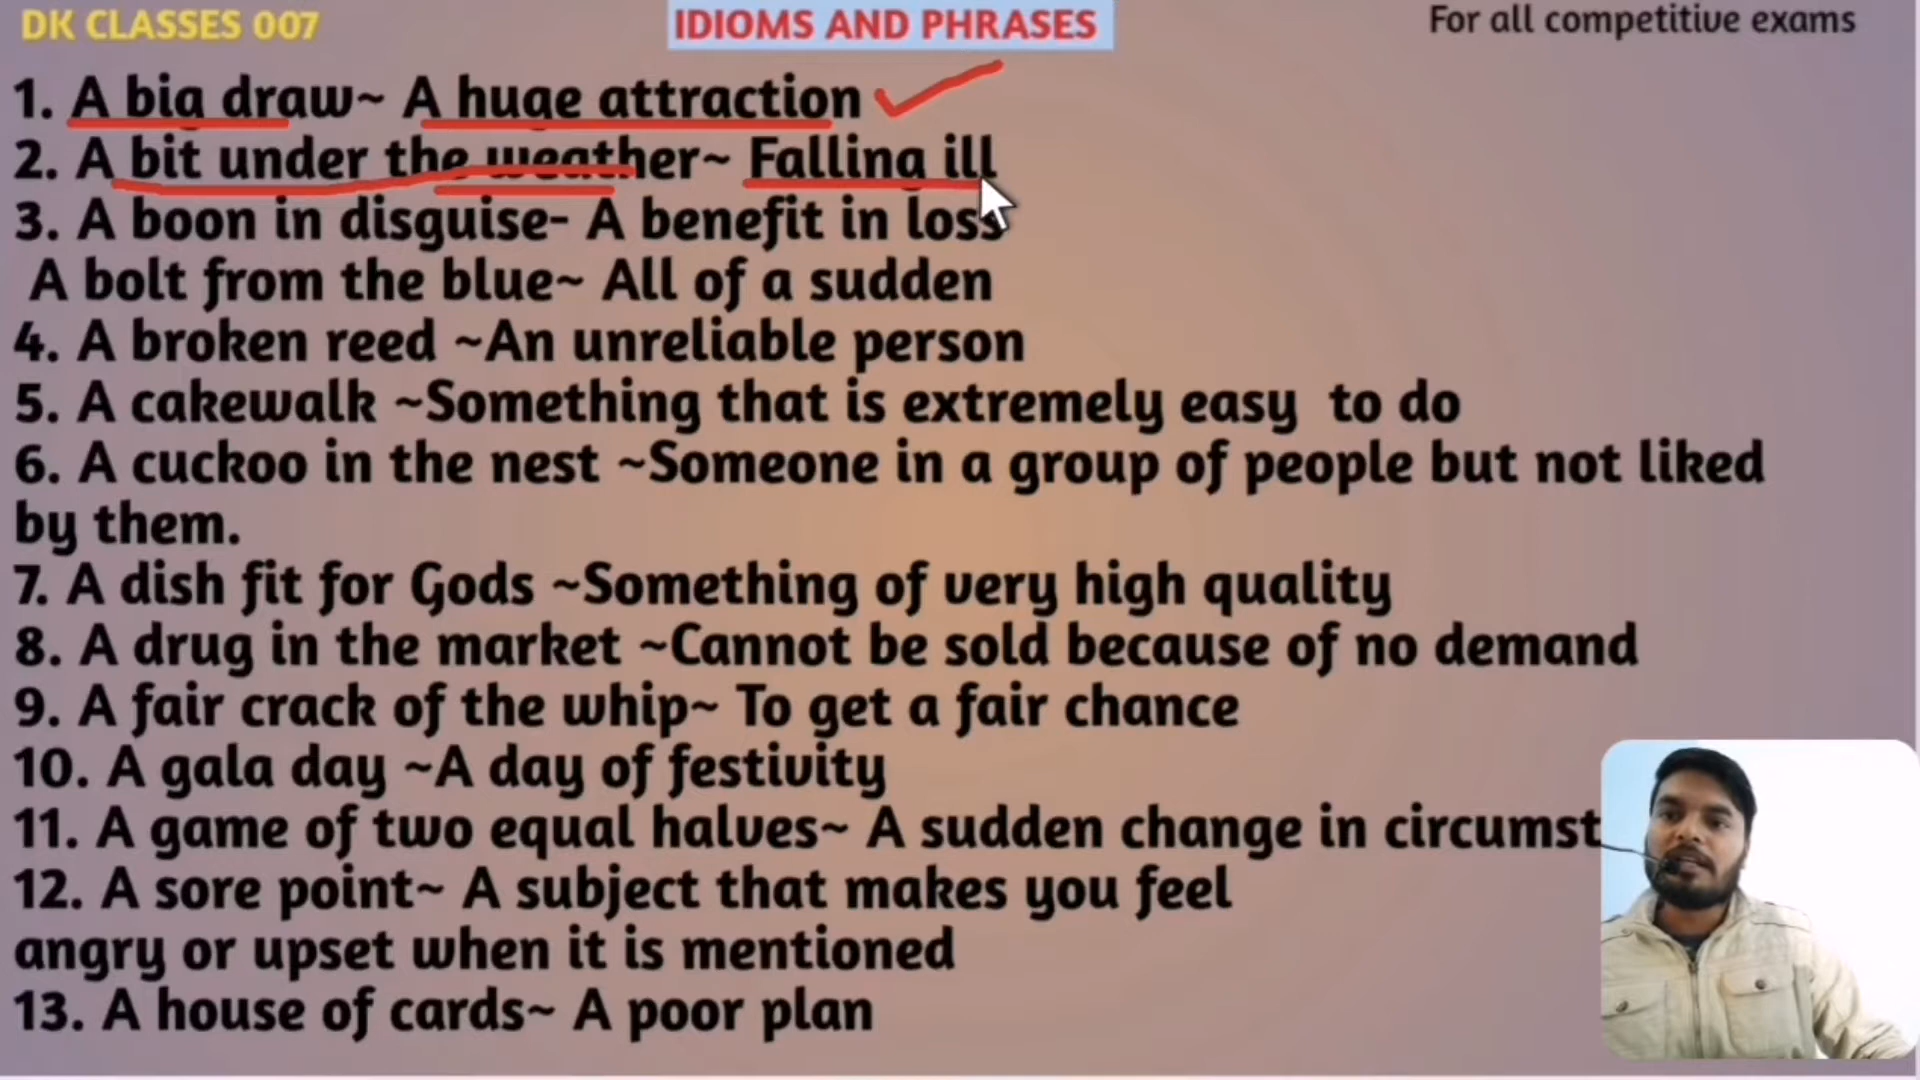 DK CLASSES 007
IDIOMS AND PHRASES
For all competitive exams
1. A big draw~ A huge attraction
2. A bit under the weather~ Falling ill
3. A boon in disguise- A benefit in loss
A bolt from the blue~ All of a sudden
4. A broken reed ~An unreliable person
5. A cakewalk ~Something that is extremely easy to do
6. A cuckoo in the nest ~Someone in a group of people but not liked
by them.
7. A dish fit for Gods ~Something of very high quality
8. A drug in the market ~Cannot be sold because of no demand
9. A fair crack of the whip~ To get a fair chance
10. A gala day ~A day of festivity
11. A game of two equal halves~ A sudden change in circumst
12. A sore point~ A subject that makes you feel
angry or upset when it is mentioned
13. A house of cards~ A poor plan